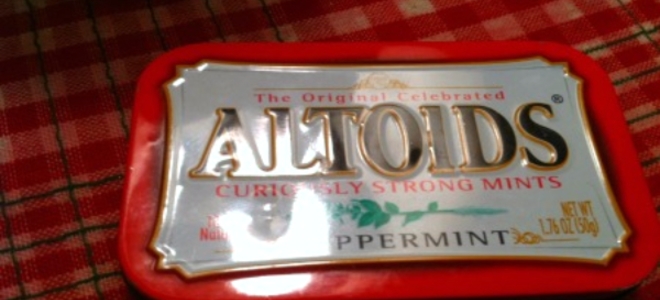 The Original Celebrated
ALTOIDS®
CURIOUSLY STRONG MINTS
NET WT
1.76 OZ (50g)
PPERMINT